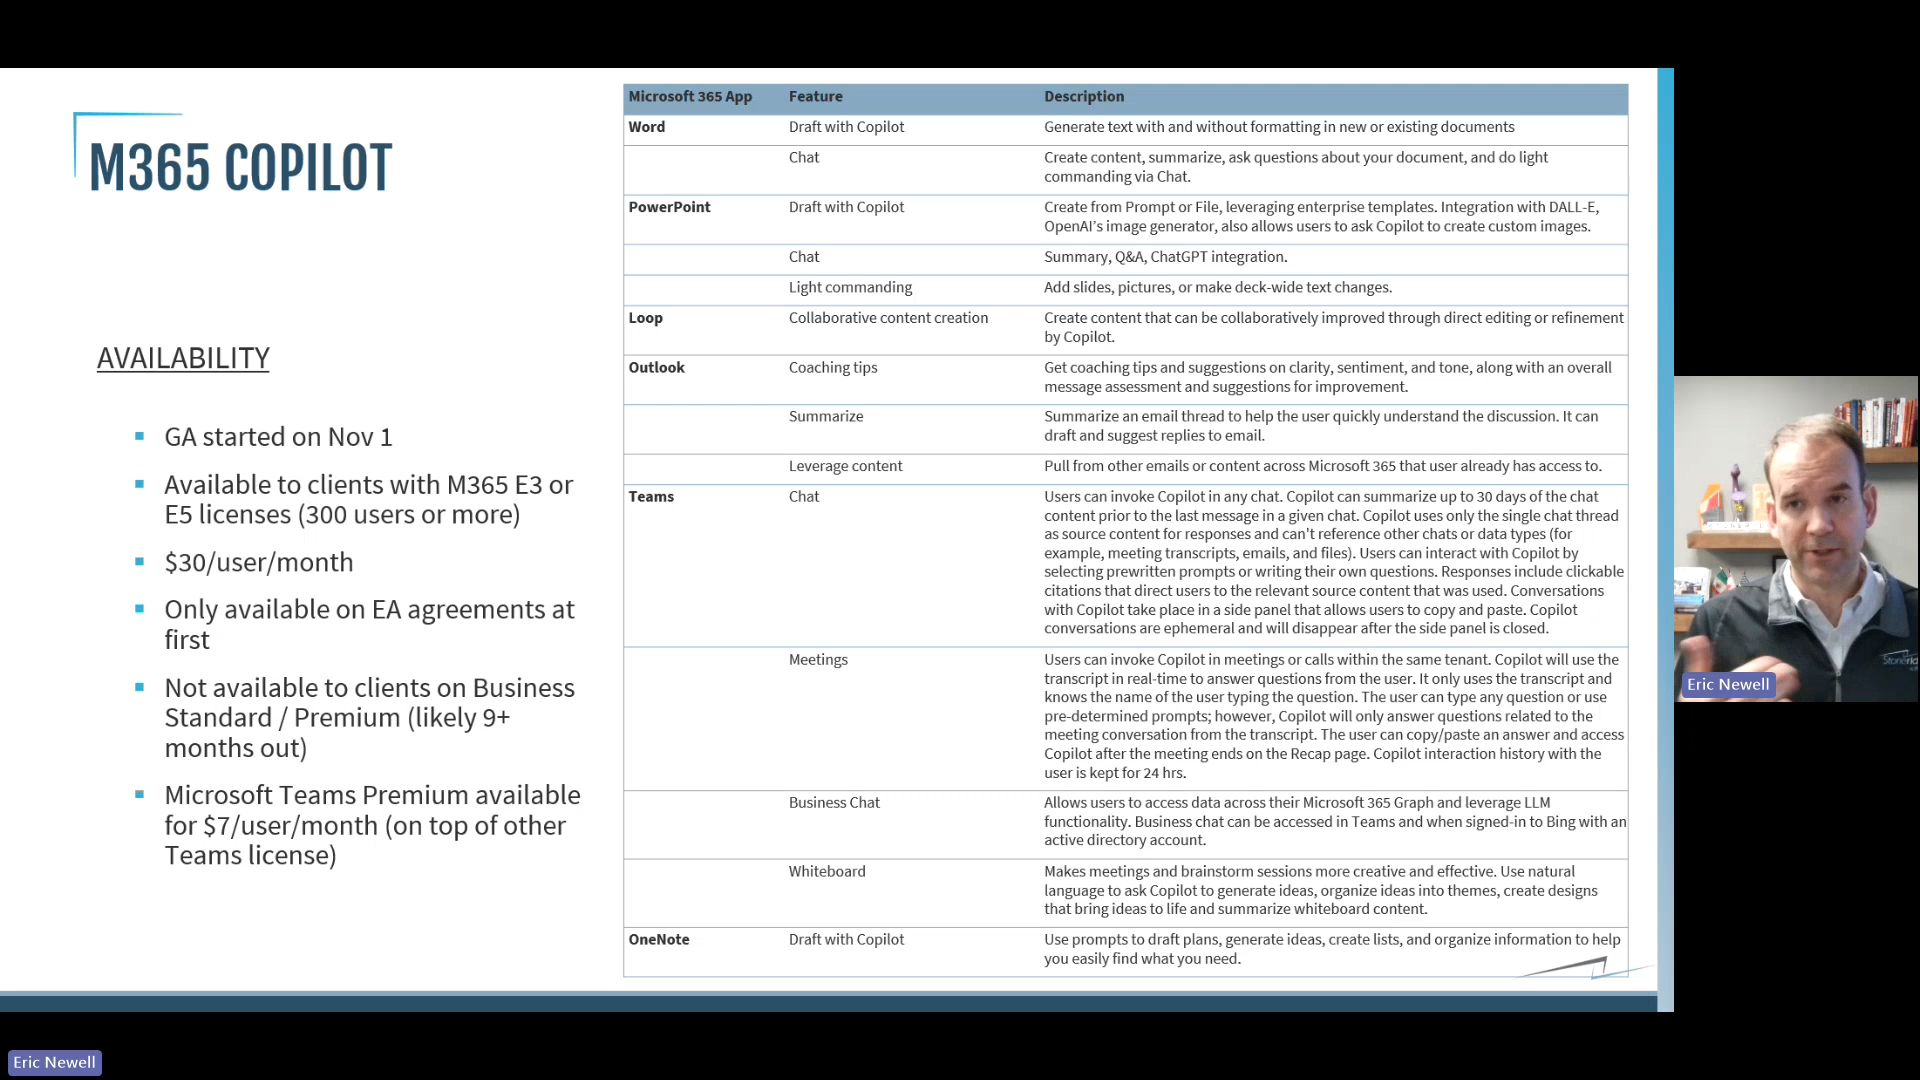 M365 COPILOT
AVAILABILITY
GA started on Nov 1
Available to clients with M365 E3 or
E5 licenses (300 users or more)
$30/user/month
Only available on EA agreements at
first
Not available to clients on Business
Standard / Premium (likely 9+
months out)
Microsoft Teams Premium available
for $7/user/month (on top of other
Teams license)
Microsoft 365 App Feature Description
Word Draft with Copilot Generate text with and without formatting in new or existing documents
Chat Create content, summarize, ask questions about your document, and do light
commanding via Chat.
PowerPoint Draft with Copilot Create from Prompt or File, leveraging enterprise templates. Integration with DALL-E,
OpenAI's image generator, also allows users to ask Copilot to create custom images.
Chat Summary, Q&A, ChatGPT integration.
Light commanding Add slides, pictures, or make deck-wide text changes.
Loop Collaborative content creation Create content that can be collaboratively improved through direct editing or refinement
by Copilot.
Outlook Coaching tips Get coaching tips and suggestions on clarity, sentiment, and tone, along with an overall
message assessment and suggestions for improvement.
Summarize Summarize an email thread to help the user quickly understand the discussion. It can
draft and suggest replies to email.
Leverage content Pull from other emails or content across Microsoft 365 that user already has access to.
Teams Chat Users can invoke Copilot in any chat. Copilot can summarize up to 30 days of the chat
content prior to the last message in a given chat. Copilot uses only the single chat thread
as source content for responses and can't reference other chats or data types (for
example, meeting transcripts, emails, and files). Users can interact with Copilot by
selecting prewritten prompts or writing their own questions. Responses include clickable
citations that direct users to the relevant source content that was used. Conversations
with Copilot take place in a side panel that allows users to copy and paste. Copilot
conversations are ephemeral and will disappear after the side panel is closed.
Meetings Users can invoke Copilot in meetings or calls within the same tenant. Copilot will use the
transcript in real-time to answer questions from the user. It only uses the transcript and
knows the name of the user typing the question. The user can type any question or use
pre-determined prompts; however, Copilot will only answer questions related to the
meeting conversation from the transcript. The user can copy/paste an answer and access
Copilot after the meeting ends on the Recap page. Copilot interaction history with the
user is kept for 24 hrs.
Business Chat Allows users to access data across their Microsoft 365 Graph and leverage LLM
functionality. Business chat can be accessed in Teams and when signed-in to Bing with an
active directory account.
Whiteboard Makes meetings and brainstorm sessions more creative and effective. Use natural
language to ask Copilot to generate ideas, organize ideas into themes, create designs
that bring ideas to life and summarize whiteboard content.
OneNote Draft with Copilot Use prompts to draft plans, generate ideas, create lists, and organize information to help
you easily find what you need.
Eric Newell
Eric Newell